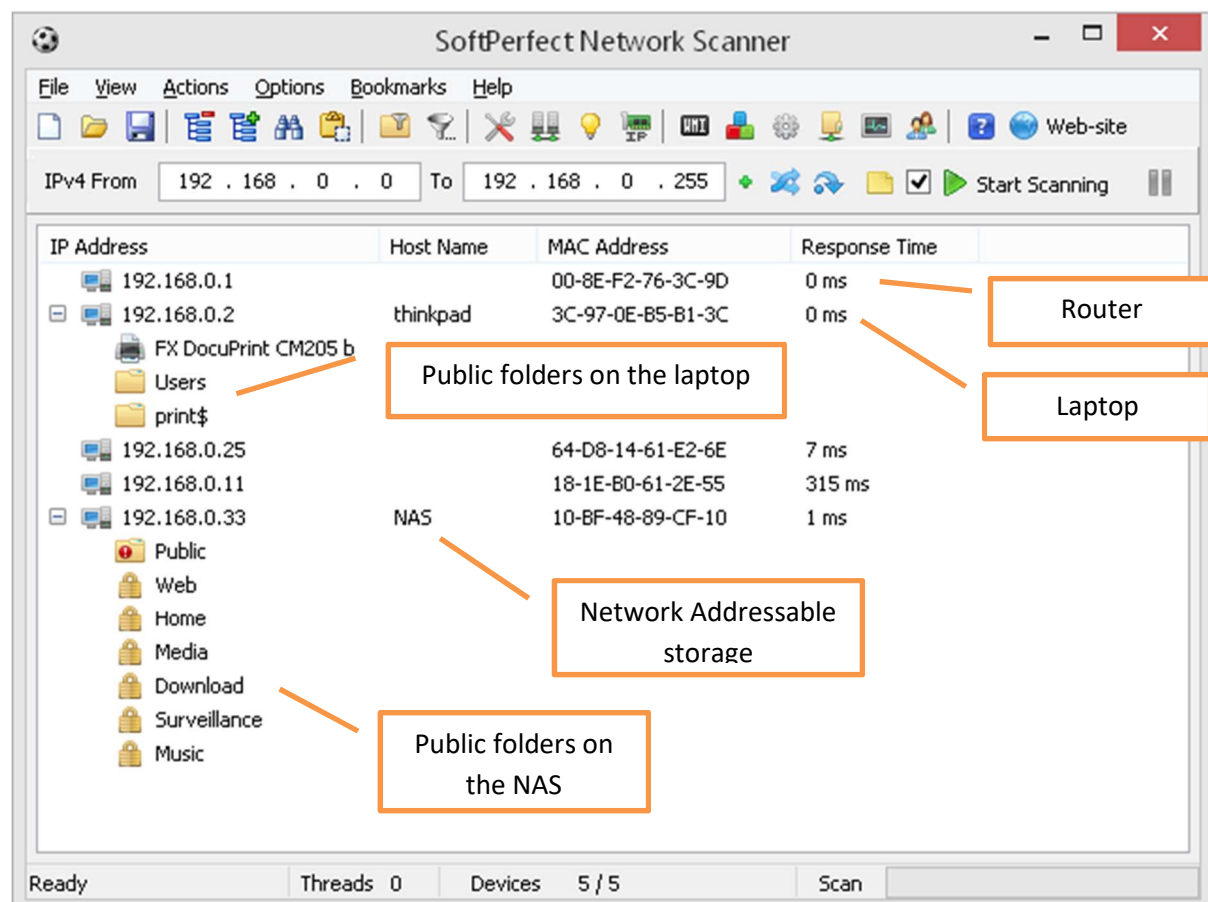 SoftPerfect Network Scanner
File View Actions Options Bookmarks Help
IP
Web-site
IPv4 From 192 . 168 . 0 . 0 To 192 . 168 . 0 . 255 Start Scanning
IP Address Host Name MAC Address Response Time
192.168.0.1 00-8E-F2-76-3C-9D 0 ms
Router
192.168.0.2 thinkpad 3C-97-0E-B5-B1-3C 0 ms
FX DocuPrint CM205 b
Public folders on the laptop
Users
Laptop
print$
192.168.0.25 64-D8-14-61-E2-6E 7 ms
192.168.0.11 18-1E-B0-61-2E-55 315 ms
192.168.0.33 NAS 10-BF-48-89-CF-10 1 ms
Public
Web
Home
Network Addressable
storage
Media
Download
Surveillance
Music
Public folders on
the NAS
Ready Threads 0 Devices 5 / 5 Scan